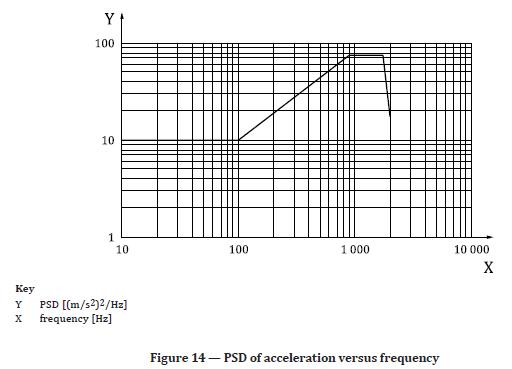 Y
100
10
1
10 100 1 000 10 000
X
Key
Y PSD [(m/s2)2/Hz]
X frequency [Hz]
Figure 14 — PSD of acceleration versus frequency